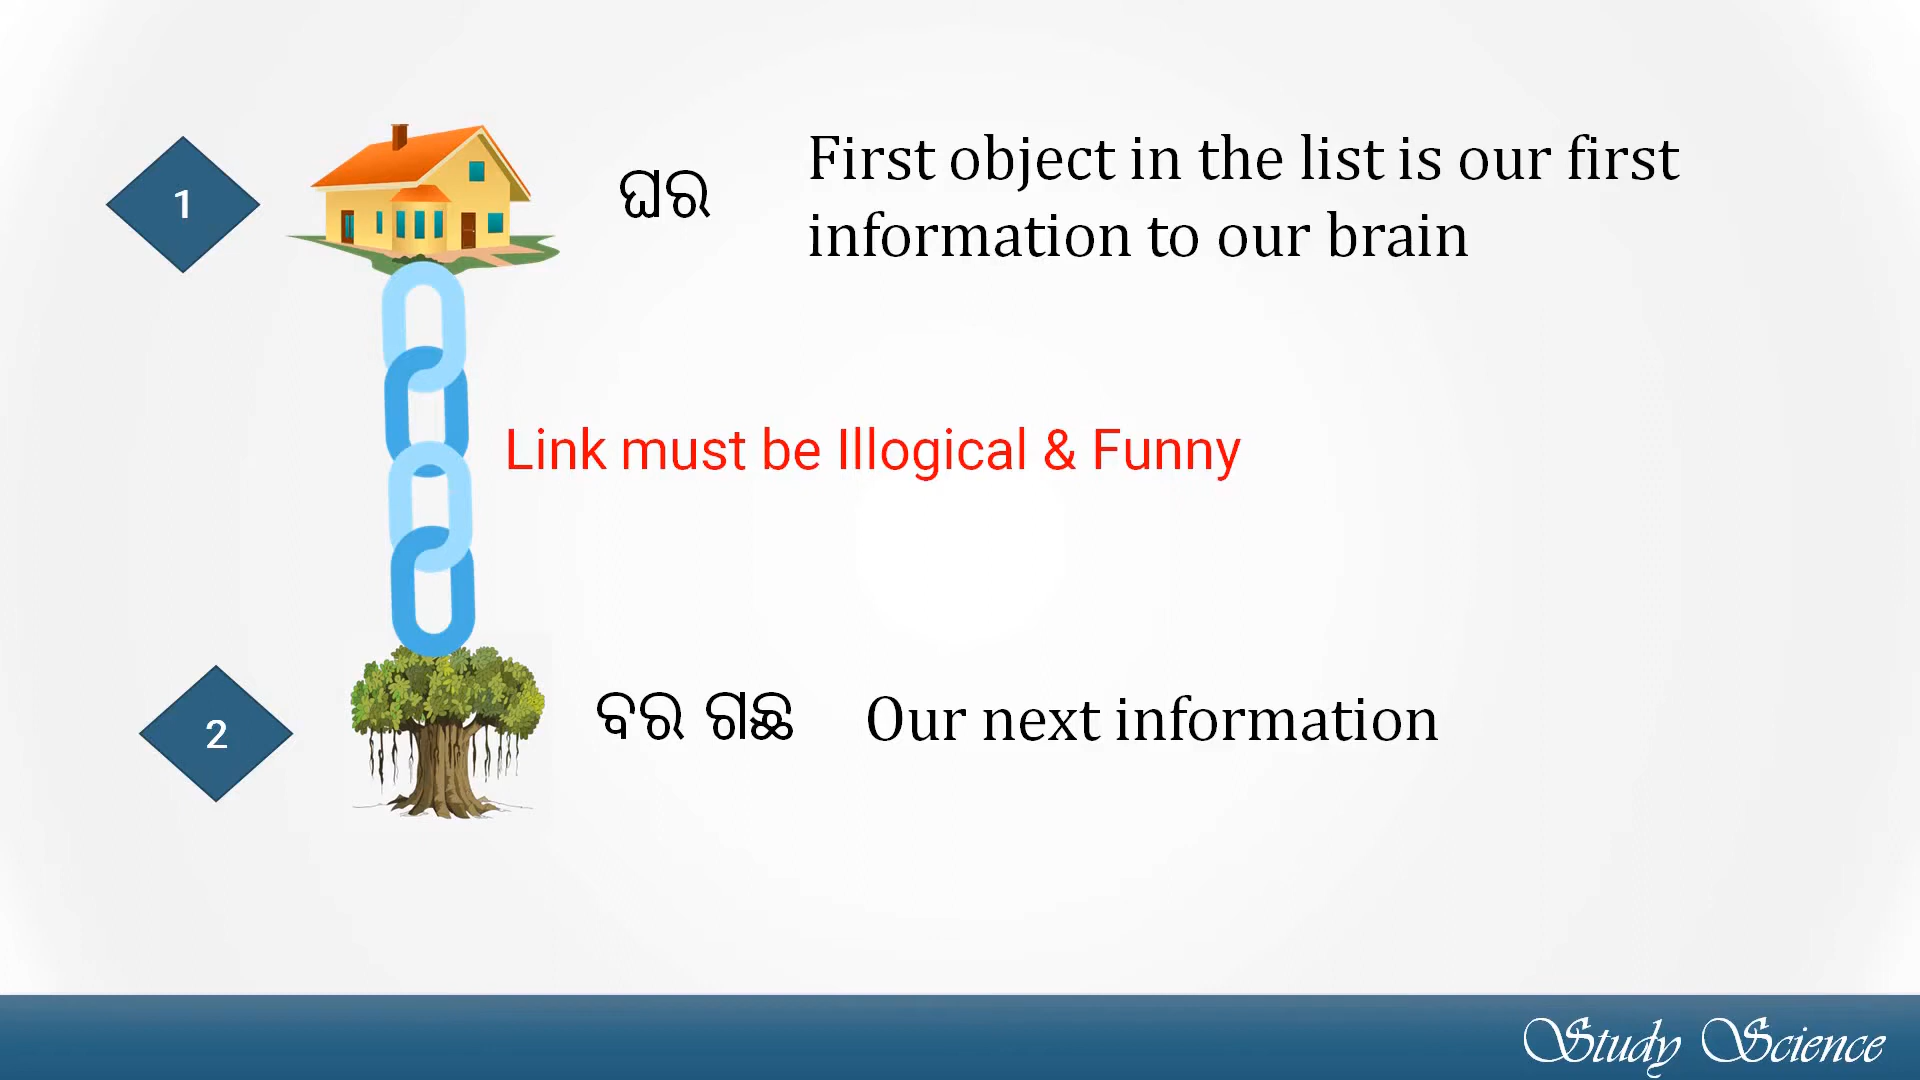 1
ଘର
First object in the list is our first
information to our brain
Link must be Illogical & Funny
2
ବର ଗଛ
Our next information
Study Science